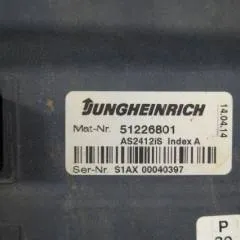 JUNGHEINRICH
14.04.14
Mat-Nr. 51226801
AS2412iS Index A
Ser-Nr. S1AX 00040397
P